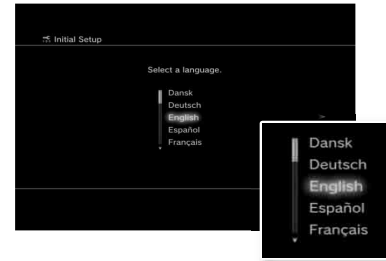 Initial Setup
Select a language.
Dansk
Deutsch
English
Español
Français
Dansk
Deutsch
English
Español
Français